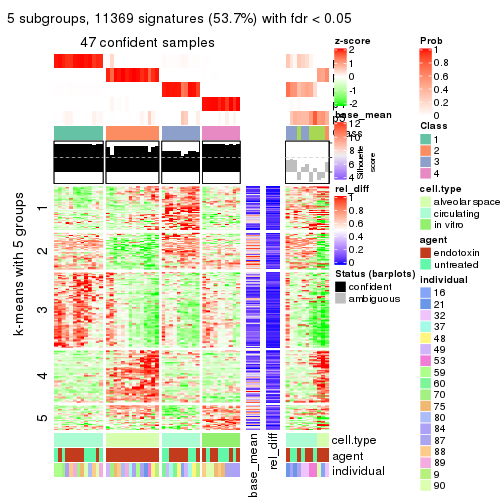 5 subgroups, 11369 signatures (53.7%) with fdr < 0.05
47 confident samples
k-means with 5 groups
1
2
3
4
5
base_mean
rel_diff
cell.type
agent
individual
z-score
2
1
0
-1
-2
base_mean
12
10
8
6
4
Silhouette
score
rel_diff
1
0.8
0.6
0.4
0.2
0
Status (barplots)
confident
ambiguous
Prob
1
0.8
0.6
0.4
0.2
0
Class
1
2
3
4
cell.type
alveolar space
circulating
in vitro
agent
endotoxin
untreated
individual
16
21
32
37
48
49
53
59
60
70
75
80
84
87
88
89
9
90